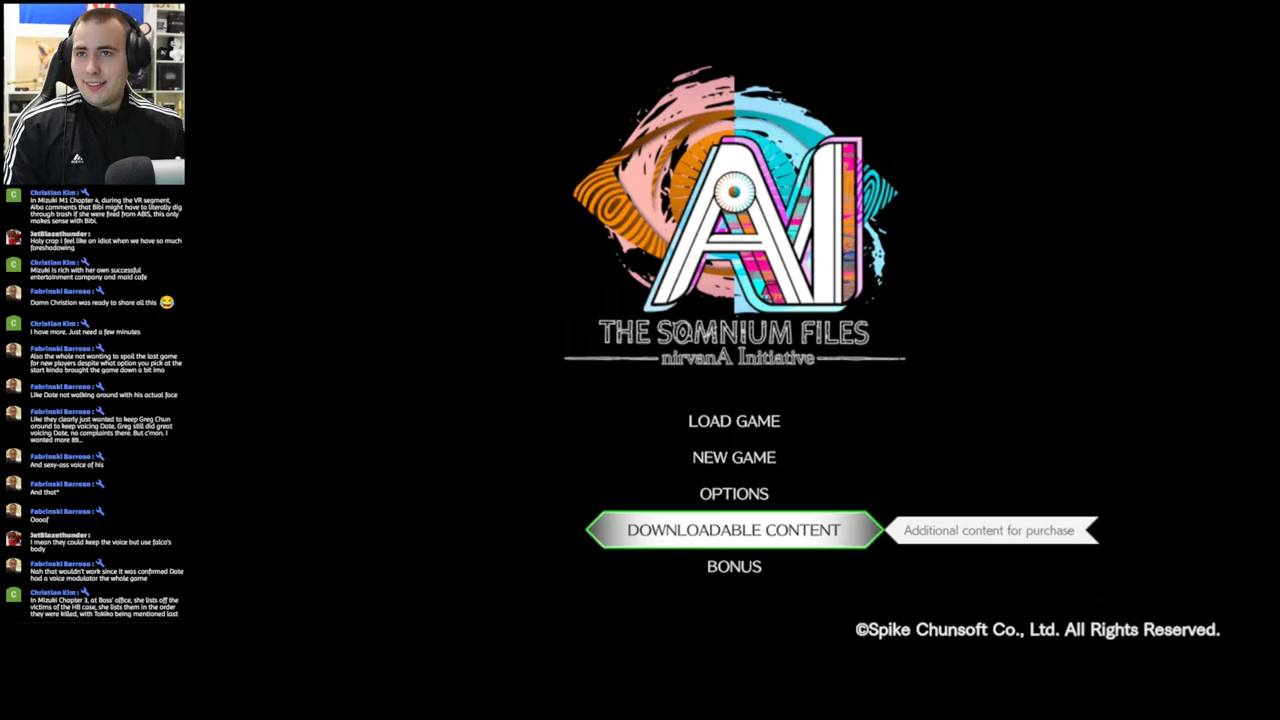 Christian Kim :
In Mizuki M1 Chapter 4, during the VR segment,
Aiba comments that Bibi might have to literally dig
through trash if she were fired from ABIS, this only
makes sense with Bibi.
JetBlazethunder :
Holy crap I feel like an idiot when we have so much
foreshadowing
Christian Kim :
Mizuki is rich with her own successful
entertainment company and maid cafe
Fabrinski Barroso :
Damn Christian was ready to share all this 😂
Christian Kim :
I have more. Just need a few minutes
Fabrinski Barroso :
Also the whole not wanting to spoil the last game
for new players despite what option you pick at the
start kinda brought the game down a bit imo
Fabrinski Barroso :
Like Date not walking around with his actual face
Fabrinski Barroso :
Like they clearly just wanted to keep Greg Chun
around to keep voicing Date. Greg still did great
voicing Date, no complaints there. But c'mon. I
wanted more 89...
Fabrinski Barroso :
And sexy-ass voice of his
Fabrinski Barroso :
And that*
Fabrinski Barroso :
Oooof
JetBlazethunder :
I mean they could keep the voice but use falco's
body
Fabrinski Barroso :
Nah that wouldn't work since it was confirmed Date
had a voice modulator the whole game
Christian Kim :
In Mizuki Chapter 3, at Boss' office, she lists off the
victims of the HB case, she lists them in the order
they were killed, with Tokiko being mentioned last
AI
THE SOMNIUM FILES
nirvanA Initiative
LOAD GAME
NEW GAME
OPTIONS
DOWNLOADABLE CONTENT
Additional content for purchase
BONUS
©Spike Chunsoft Co., Ltd. All Rights Reserved.